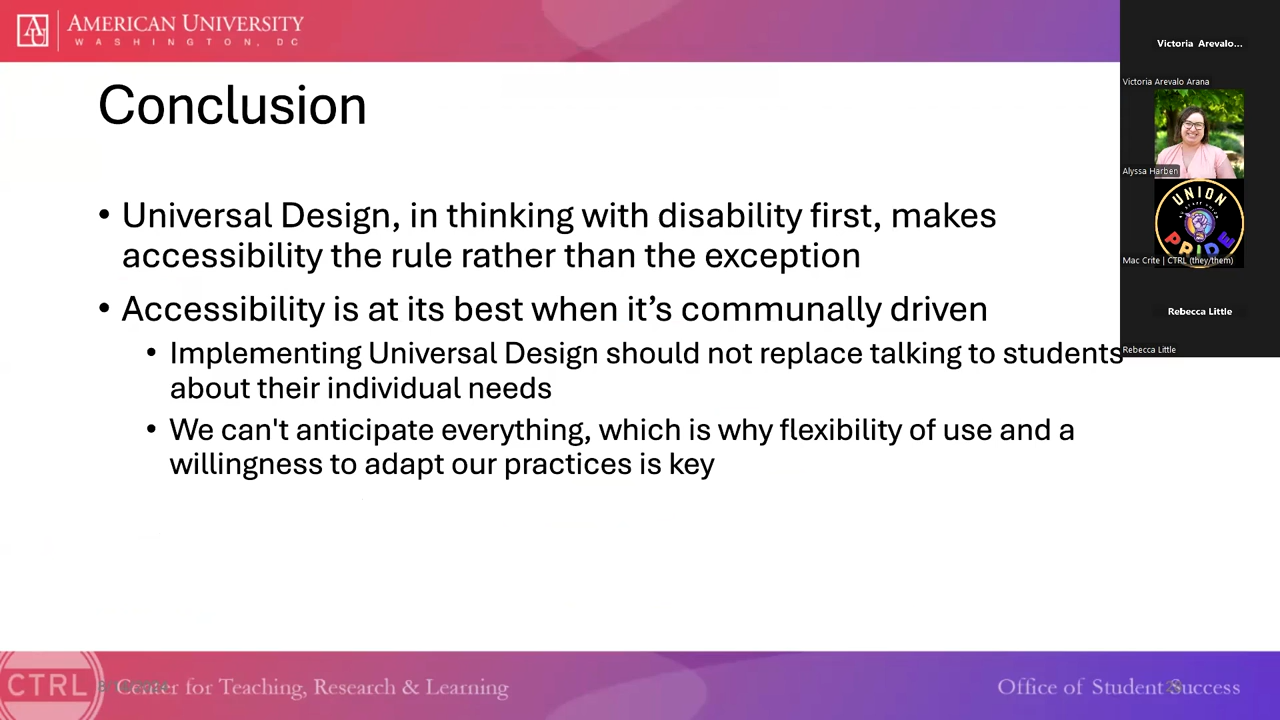 AMERICAN UNIVERSITY
WASHINGTON, DC
Conclusion
• Universal Design, in thinking with disability first, makes
accessibility the rule rather than the exception
• Accessibility is at its best when it’s communally driven
• Implementing Universal Design should not replace talking to students
about their individual needs
• We can't anticipate everything, which is why flexibility of use and a
willingness to adapt our practices is key
CTRL
Center for Teaching, Research & Learning
Office of Student Success
Victoria Arevalo...
Victoria Arevalo Arana
Alyssa Harben
UNION
PRIDE
Mac Crite | CTRL (they/them)
Rebecca Little
Rebecca Little